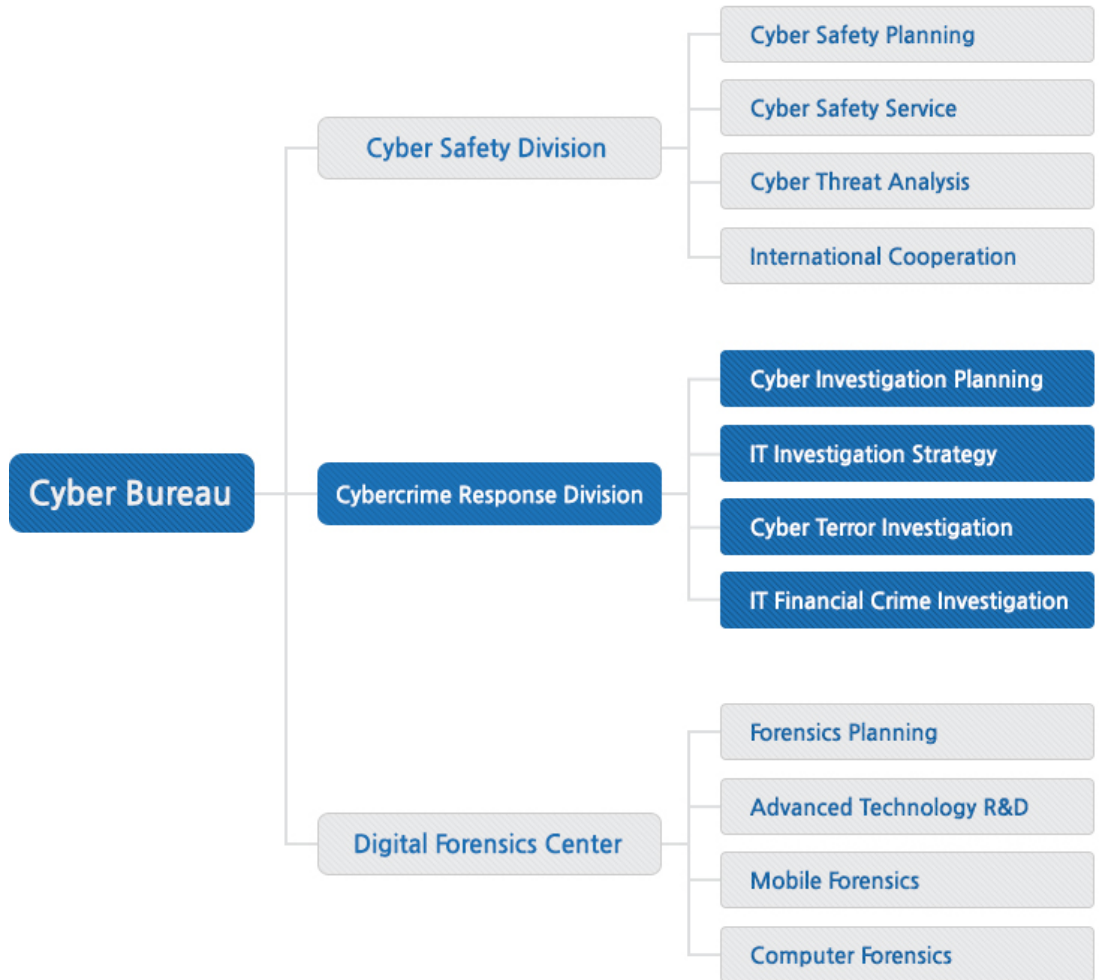 Cyber Bureau
Cyber Safety Division
Cyber Safety Planning
Cyber Safety Service
Cyber Threat Analysis
International Cooperation
Cybercrime Response Division
Cyber Investigation Planning
IT Investigation Strategy
Cyber Terror Investigation
IT Financial Crime Investigation
Digital Forensics Center
Forensics Planning
Advanced Technology R&D
Mobile Forensics
Computer Forensics